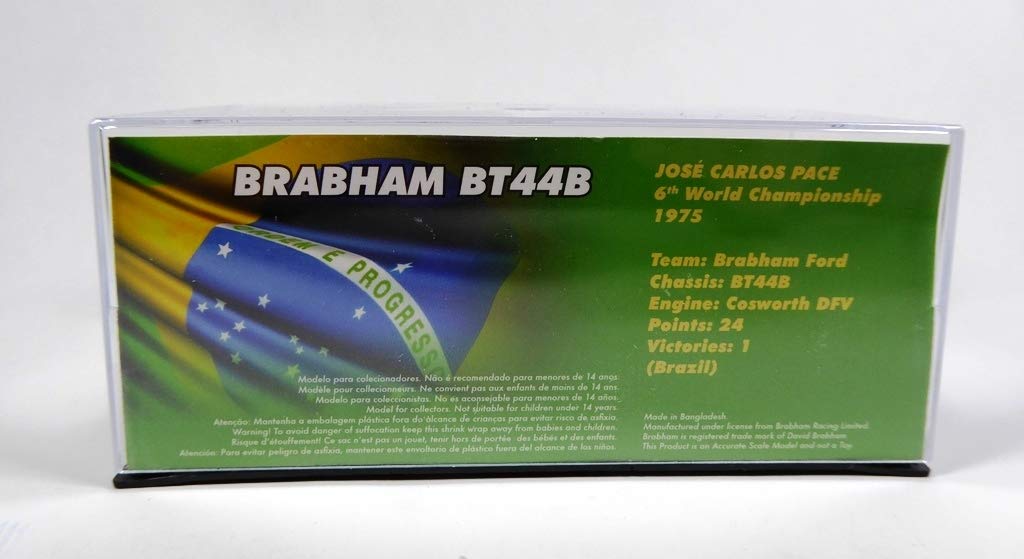 BRABHAM BT44B
ORDEM E PROGRESSO
JOSÉ CARLOS PACE
6th World Championship
1975
Team: Brabham Ford
Chassis: BT44B
Engine: Cosworth DFV
Points: 24
Victories: 1
(Brazil)
Modelo para colecionadores. Não é recomendado para menores de 14 anos.
Modèle pour collectionneurs. Ne convient pas aux enfants de moins de 14 ans.
Modelo para coleccionistas. No es aconsejable para menores de 14 años.
Model for collectors. Not suitable for children under 14 years.
Atenção: Mantenha a embalagem plástica fora do alcance de crianças para evitar risco de asfixia.
Warning! To avoid danger of suffocation keep this shrink wrap away from babies and children.
Risque d'étouffement! Ce sac n'est pas un jouet, tenir hors de portée des bébés et des enfants.
Atención: Para evitar peligro de asfixia, mantener este envoltorio de plástico fuera del alcance de los niños.
Made in Bangladesh.
Manufactured under license from Brabham Racing Limited.
Brabham is registered trade mark of David Brabham.
This Product is an Accurate Scale Model and not a Toy.